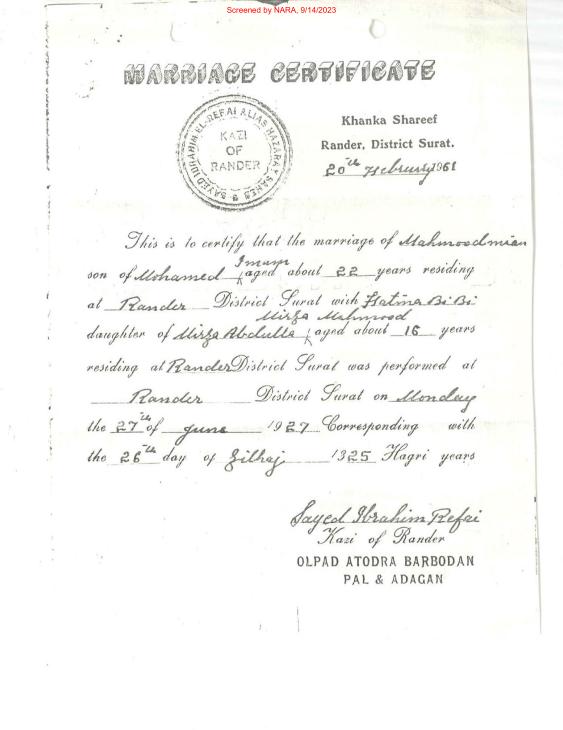 Screened by NARA, 9/14/2023
MARRIAGE CERTIFICATE
SAYED IBRAHIM EL-REFAI ALIAS HAZARAT SAHEB
KAZI
OF
RANDER
Khanka Shareef
Rander, District Surat.
20th February 1961
This is to certify that the marriage of Mahmoodmian
son of Mohamed Imam aged about 22 years residing
at Rander District Surat with Fatma Bi Bi
daughter of Mirza Abdulla Mirza Mahmood aged about 16 years
residing at Rander District Surat was performed at
Rander District Surat on Monday
the 27th of June 1927 Corresponding with
the 26th day of Zilhaj 1325 Hagri years
Sayed Ibrahim Refai
Kazi of Rander
OLPAD ATODRA BARBODAN
PAL & ADAGAN